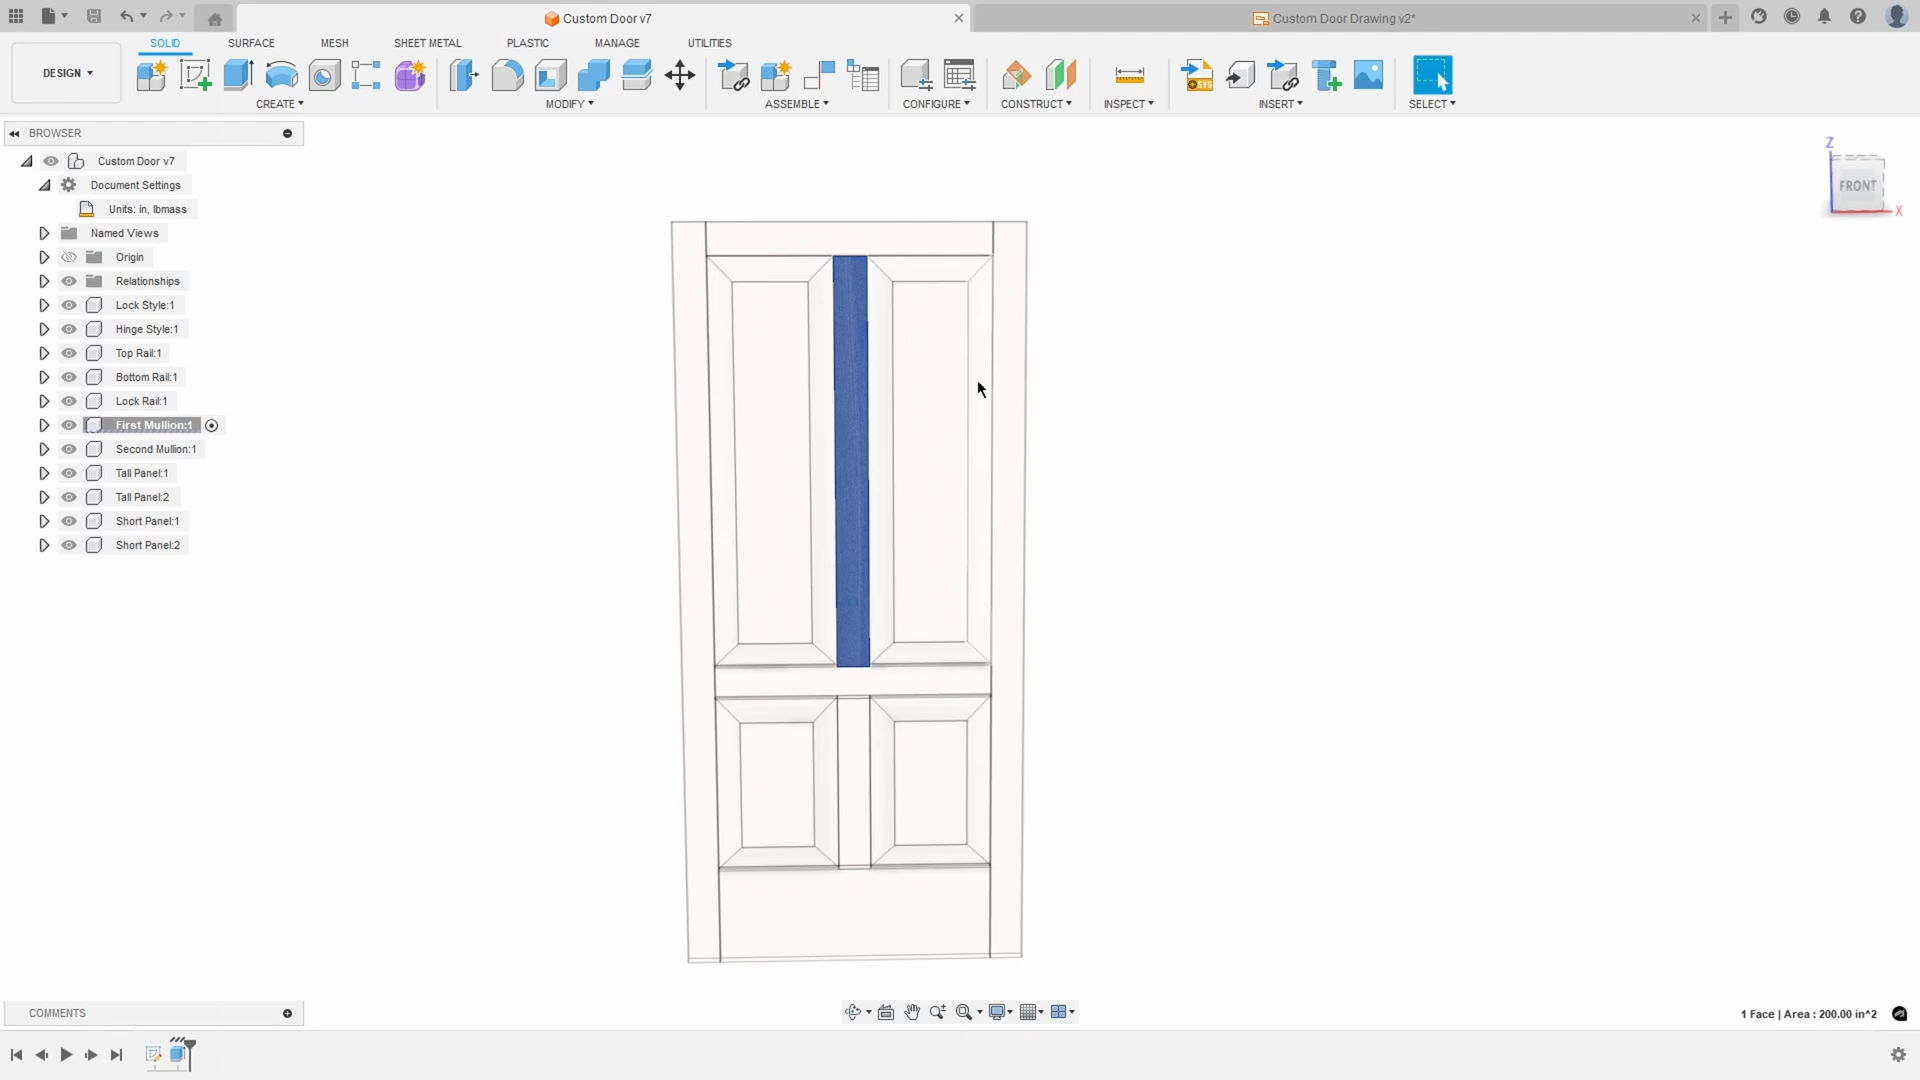 Custom Door v7
Custom Door Drawing v2*
DESIGN
SOLID
SURFACE
MESH
SHEET METAL
PLASTIC
MANAGE
UTILITIES
CREATE
MODIFY
ASSEMBLE
CONFIGURE
CONSTRUCT
INSPECT
SVG
INSERT
SELECT
BROWSER
Custom Door v7
Document Settings
Units: in, lbmass
Named Views
Origin
Relationships
Lock Style:1
Hinge Style:1
Top Rail:1
Bottom Rail:1
Lock Rail:1
First Mullion:1
Second Mullion:1
Tall Panel:1
Tall Panel:2
Short Panel:1
Short Panel:2
Z
FRONT
X
COMMENTS
1 Face | Area : 200.00 in^2